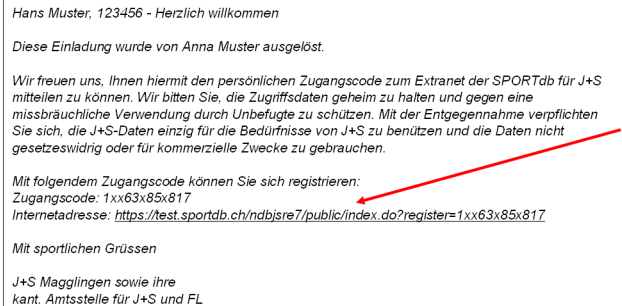 Hans Muster, 123456 - Herzlich willkommen
Diese Einladung wurde von Anna Muster ausgelöst.
Wir freuen uns, Ihnen hiermit den persönlichen Zugangscode zum Extranet der SPORTdb für J+S
mitteilen zu können. Wir bitten Sie, die Zugriffsdaten geheim zu halten und gegen eine
missbräuchliche Verwendung durch Unbefugte zu schützen. Mit der Entgegennahme verpflichten
Sie sich, die J+S-Daten einzig für die Bedürfnisse von J+S zu benützen und die Daten nicht
gesetzeswidrig oder für kommerzielle Zwecke zu gebrauchen.
Mit folgendem Zugangscode können Sie sich registrieren:
Zugangscode: 1xx63x85x817
Internetadresse: https://test.sportdb.ch/ndbjsre7/public/index.do?register=1xx63x85x817
Mit sportlichen Grüssen
J+S Magglingen sowie ihre
kant. Amtsstelle für J+S und FL